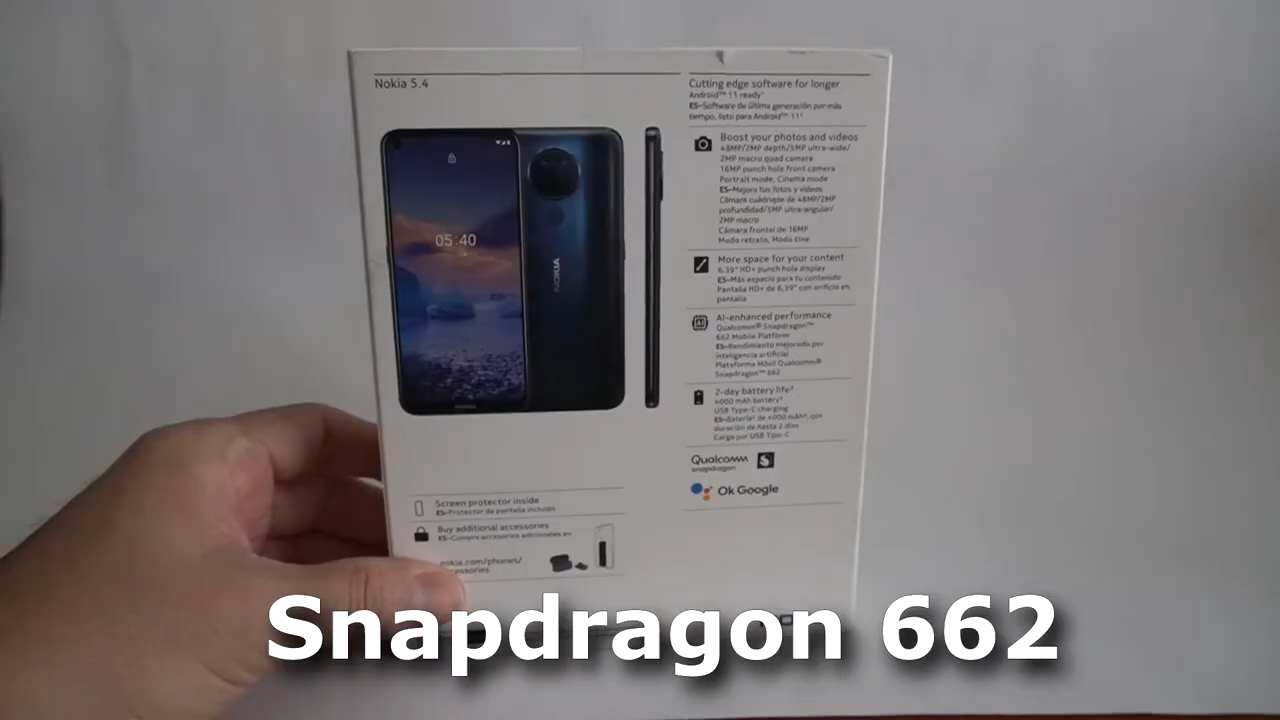 Nokia 5.4
05:40
NOKIA
Cutting edge software for longer
Android™ 11 ready¹
ES–Software de última generación por más
tiempo, listo para Android™ 11¹
Boost your photos and videos
48MP/2MP depth/5MP ultra-wide/
2MP macro quad camera
16MP punch hole front camera
Portrait mode, Cinema mode
ES–Mejora tus fotos y videos
Cámara cuádruple de 48MP/2MP
profundidad/5MP ultra-angular/
2MP macro
Cámara frontal de 16MP
Modo retrato, Modo cine
More space for your content
6.39" HD+ punch hole display
ES–Más espacio para tu contenido
Pantalla HD+ de 6,39" con orificio en
pantalla
AI-enhanced performance
Qualcomm® Snapdragon™
662 Mobile Platform
ES–Rendimiento mejorado por
inteligencia artificial/
Plataforma Móvil Qualcomm®
Snapdragon™ 662
2-day battery life²
4000 mAh battery³
USB Type-C charging
ES–Batería² de 4000 mAh³, con
duración de hasta 2 días
Carga por USB Tipo-C
Qualcomm
snapdragon
Ok Google
Screen protector inside
ES–Protector de pantalla incluido
Buy additional accessories
ES–Compre accesorios adicionales en
nokia.com/phones/
accessories
Snapdragon 662